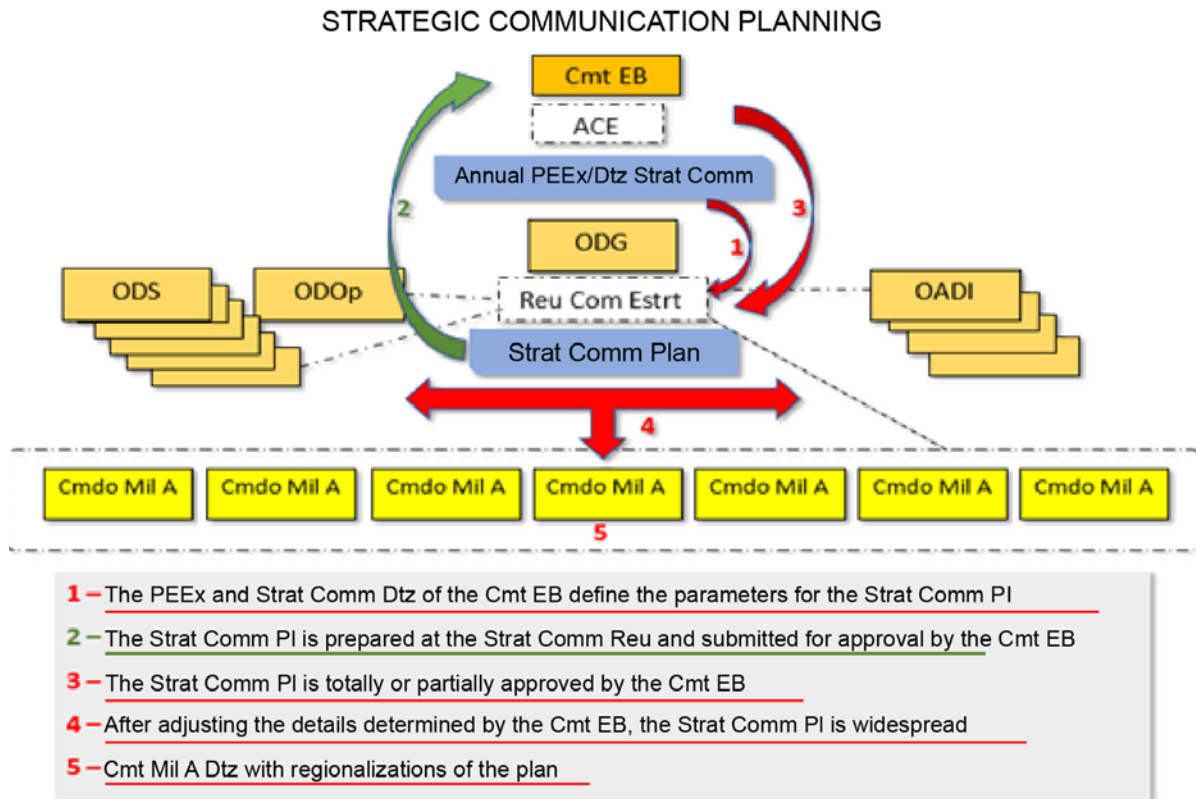 STRATEGIC COMMUNICATION PLANNING
Cmt EB
ACE
Annual PEEx/Dtz Strat Comm
2
3
ODG
1
ODS
ODOp
Reu Com Estrt
OADI
Strat Comm Plan
4
Cmdo Mil A
Cmdo Mil A
Cmdo Mil A
Cmdo Mil A
Cmdo Mil A
Cmdo Mil A
Cmdo Mil A
5
1 – The PEEx and Strat Comm Dtz of the Cmt EB define the parameters for the Strat Comm PI
2 – The Strat Comm PI is prepared at the Strat Comm Reu and submitted for approval by the Cmt EB
3 – The Strat Comm PI is totally or partially approved by the Cmt EB
4 – After adjusting the details determined by the Cmt EB, the Strat Comm PI is widespread
5 – Cmt Mil A Dtz with regionalizations of the plan